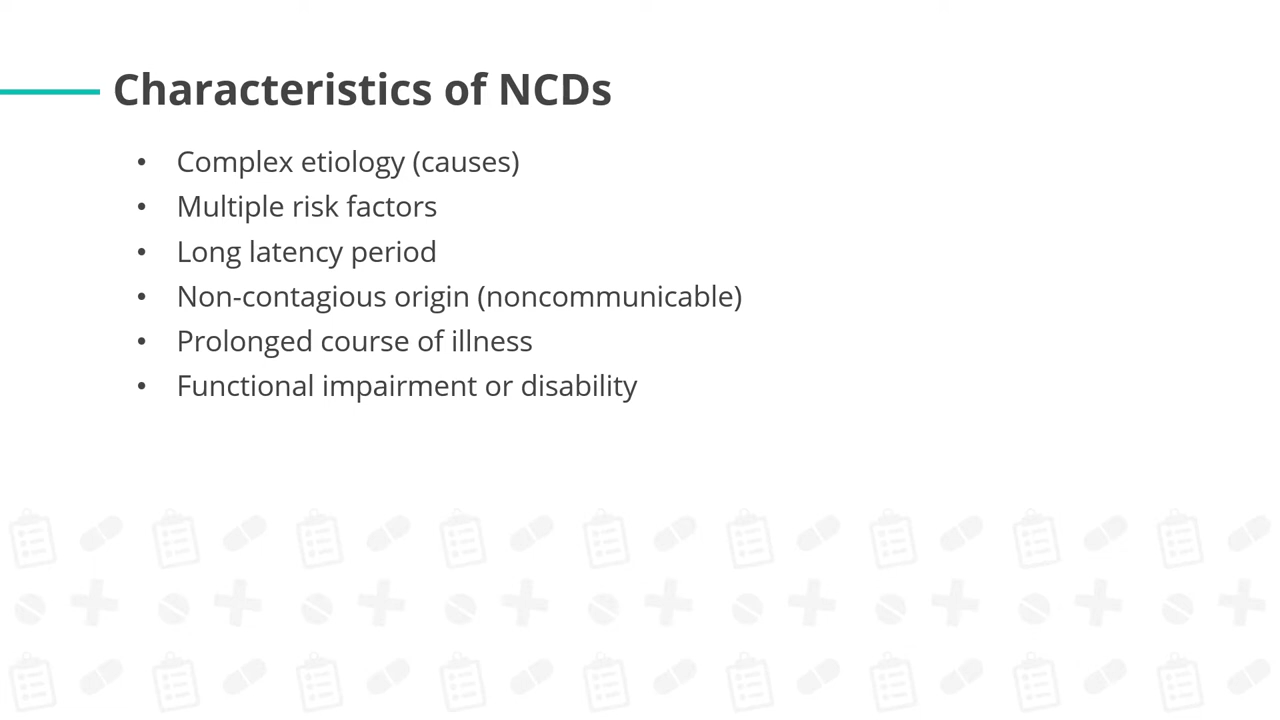 Characteristics of NCDs
• Complex etiology (causes)
• Multiple risk factors
• Long latency period
• Non-contagious origin (noncommunicable)
• Prolonged course of illness
• Functional impairment or disability